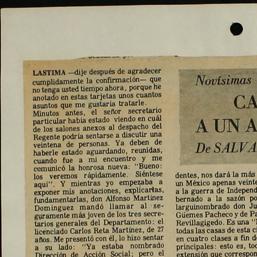 LASTIMA —dije después de agradecer
cumplidamente la confirmación— que
no tenga usted tiempo ahora, porque he
anotado en estas tarjetas unos cuantos
asuntos que me gustaría tratarle.
Minutos antes, el señor secretario
particular había estado viendo en cuál
de los salones anexos al despacho del
Regente podría sentarse a discutir una
veintena de personas. Ya deben de
haberle estado aguardando, reunidas,
cuando fue a mi encuentro y me
comunicó la honrosa nueva: "Bueno:
los veremos rápidamente. Siéntese
aquí". Y mientras yo empezaba a
exponer mis anotaciones, explicarlas,
fundamentarlas, don Alfonso Martínez
Domínguez mandó llamar al se-
guramente más joven de los tres secre-
tarios generales del Departamento: el
licenciado Carlos Reta Martínez, de 27
años. Me presentó con él, lo hizo sentar
a su lado: "Ya estaba nombrado
Dirección de Acción Social; pero el
Novísimas
CA
A UN A
De SALVA
dentes, nos dará la más
un México apenas veinte
a la guerra de Independ
bernado a la sazón po
larguinombrado don Ju
Güemes Pacheco y de Pa
Revillagigedo. Es una "
todas las casas de esta ci
en cuatro clases a fin d
principales: esto es, toc
extensión que correspon